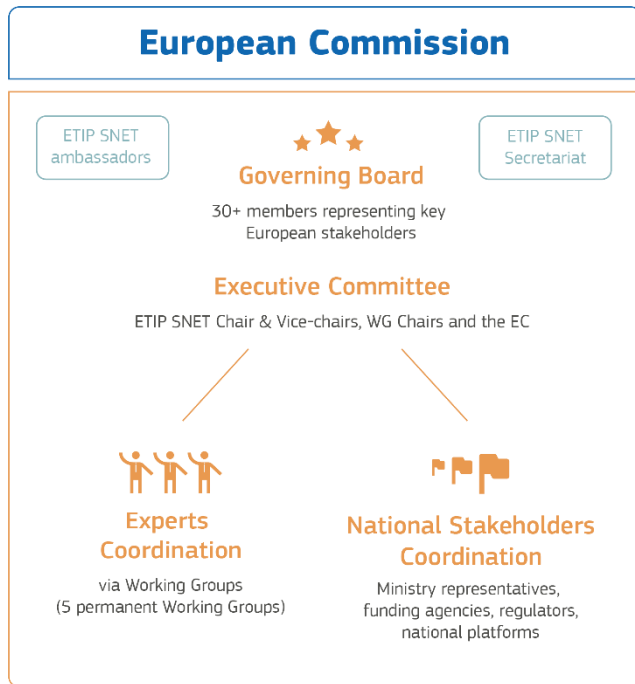 European Commission
ETIP SNET
ambassadors
ETIP SNET
Secretariat
Governing Board
30+ members representing key
European stakeholders
Executive Committee
ETIP SNET Chair & Vice-chairs, WG Chairs and the EC
Experts
Coordination
via Working Groups
(5 permanent Working Groups)
National Stakeholders
Coordination
Ministry representatives,
funding agencies, regulators,
national platforms